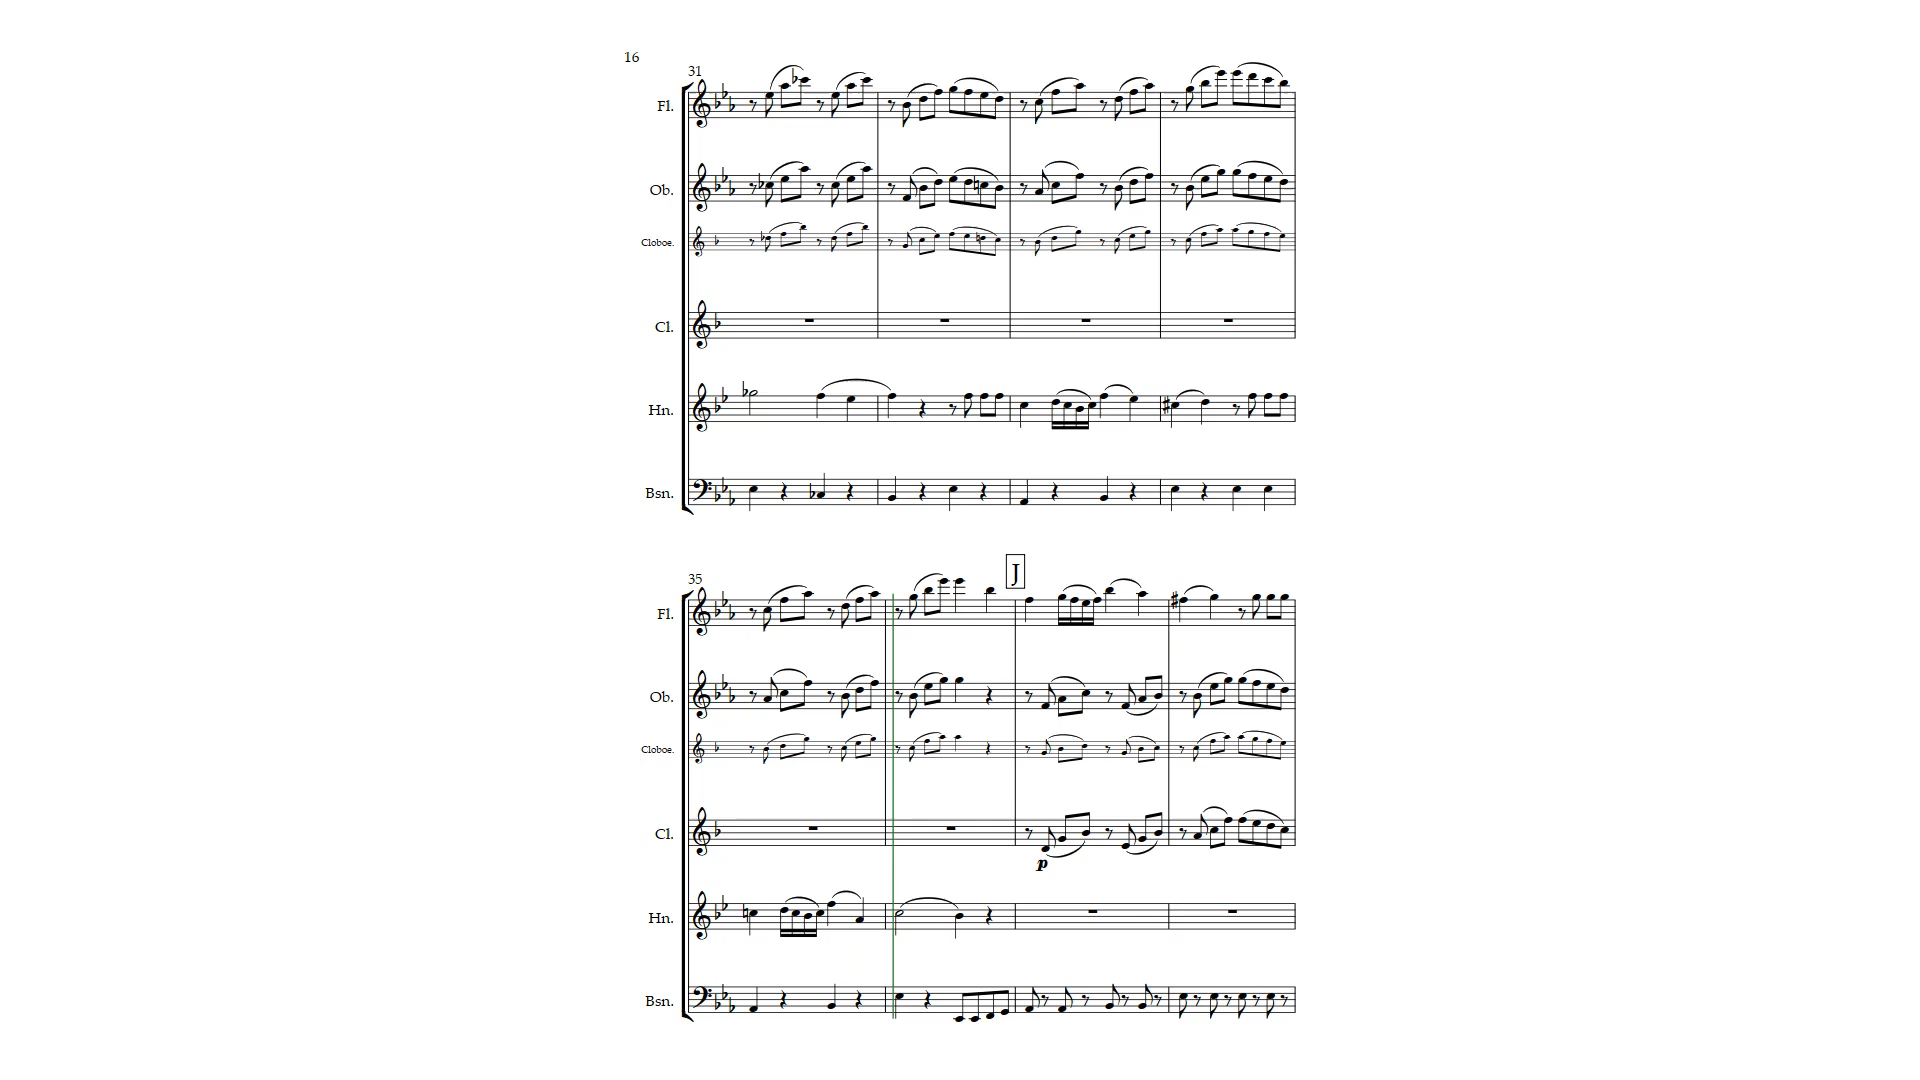 16
31
Fl.
Ob.
Cloboe.
Cl.
Hn.
Bsn.
J
35
Fl.
Ob.
Cloboe.
Cl.
p
Hn.
Bsn.